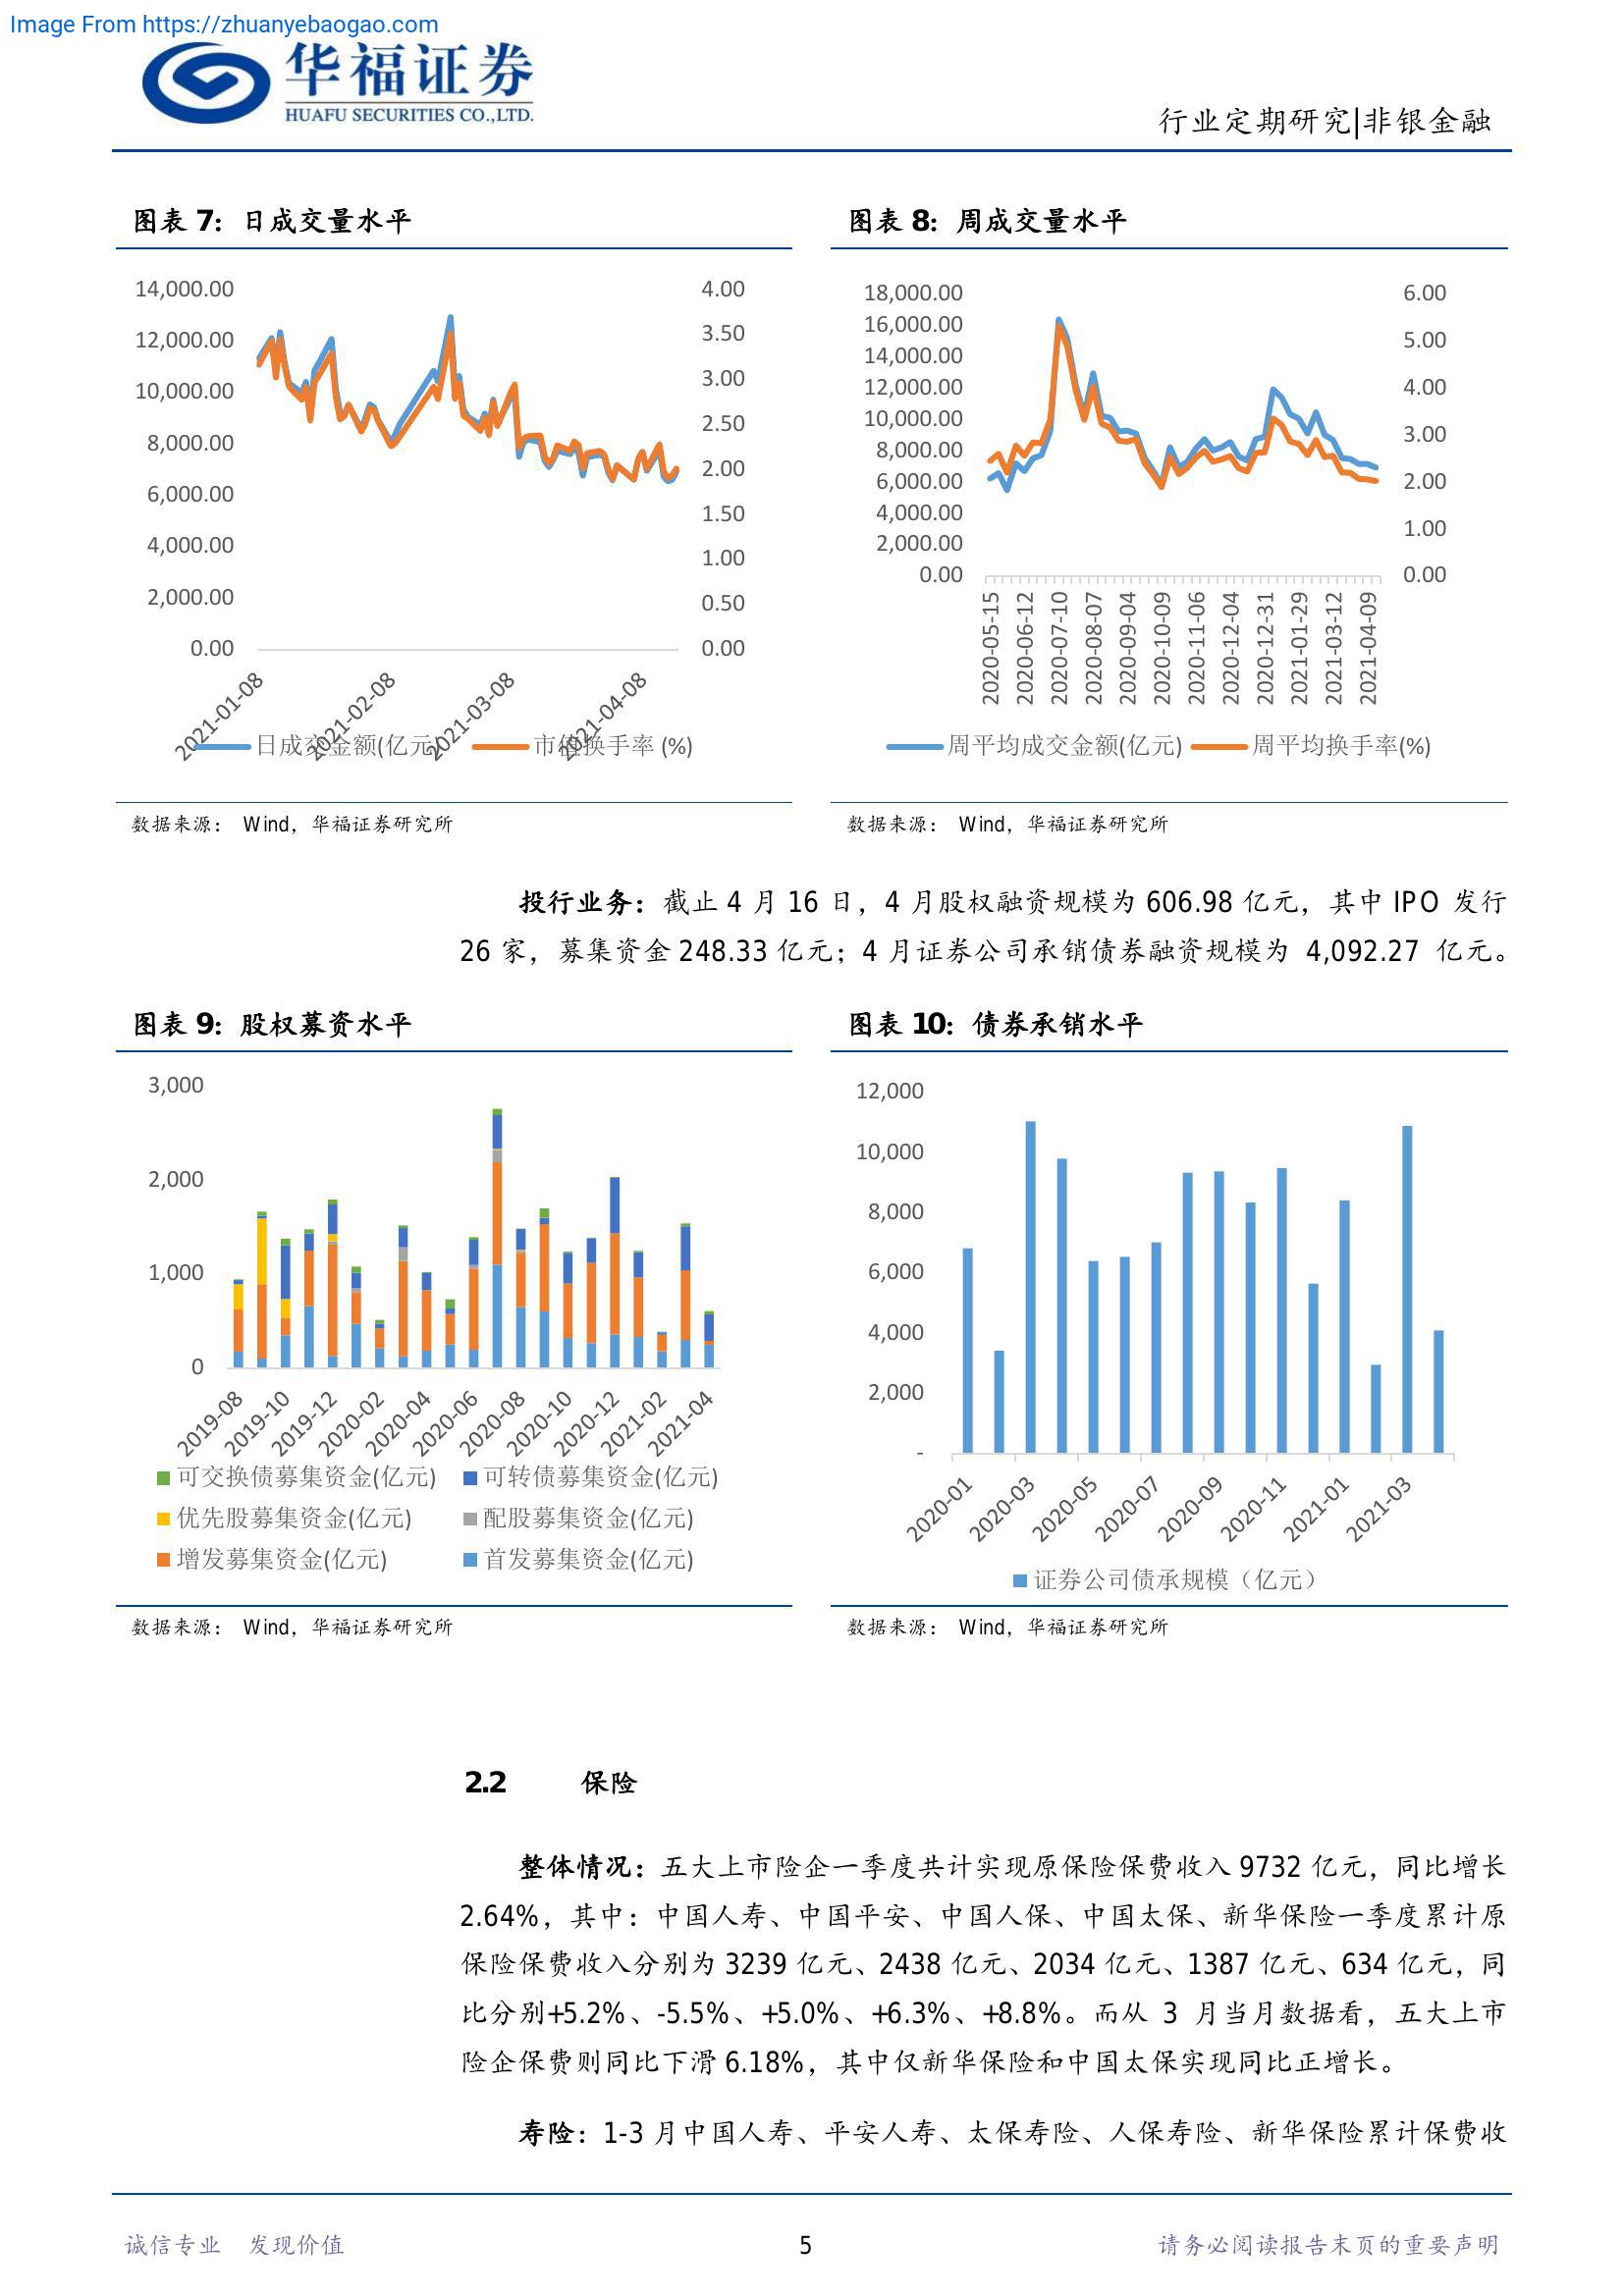 Image From https://zhuanyebaogao.com
华福证券
HUAFU SECURITIES CO.,LTD.
行业定期研究|非银金融
图表 7：日成交量水平
14,000.00
12,000.00
10,000.00
8,000.00
6,000.00
4,000.00
2,000.00
0.00
4.00
3.50
3.00
2.50
2.00
1.50
1.00
0.50
0.00
2021-01-08
2021-02-08
2021-03-08
2021-04-08
日成交金额(亿元)
市值换手率 (%)
数据来源： Wind，华福证券研究所
图表 8：周成交量水平
18,000.00
16,000.00
14,000.00
12,000.00
10,000.00
8,000.00
6,000.00
4,000.00
2,000.00
0.00
6.00
5.00
4.00
3.00
2.00
1.00
0.00
2020-05-15
2020-06-12
2020-07-10
2020-08-07
2020-09-04
2020-10-09
2020-11-06
2020-12-04
2020-12-31
2021-01-29
2021-03-12
2021-04-09
周平均成交金额(亿元)
周平均换手率(%)
数据来源： Wind，华福证券研究所
投行业务：截止 4 月 16 日，4 月股权融资规模为 606.98 亿元，其中 IPO 发行
26 家，募集资金 248.33 亿元；4 月证券公司承销债券融资规模为 4,092.27 亿元。
图表 9：股权募资水平
3,000
2,000
1,000
0
2019-08
2019-10
2019-12
2020-02
2020-04
2020-06
2020-08
2020-10
2020-12
2021-02
2021-04
可交换债募集资金(亿元)
可转债募集资金(亿元)
优先股募集资金(亿元)
配股募集资金(亿元)
增发募集资金(亿元)
首发募集资金(亿元)
数据来源： Wind，华福证券研究所
图表 10：债券承销水平
12,000
10,000
8,000
6,000
4,000
2,000
-
2020-01
2020-03
2020-05
2020-07
2020-09
2020-11
2021-01
2021-03
证券公司债承规模（亿元）
数据来源： Wind，华福证券研究所
2.2 保险
整体情况：五大上市险企一季度共计实现原保险保费收入 9732 亿元，同比增长
2.64%，其中：中国人寿、中国平安、中国人保、中国太保、新华保险一季度累计原
保险保费收入分别为 3239 亿元、2438 亿元、2034 亿元、1387 亿元、634 亿元，同
比分别+5.2%、-5.5%、+5.0%、+6.3%、+8.8%。而从 3 月当月数据看，五大上市
险企保费则同比下滑 6.18%，其中仅新华保险和中国太保实现同比正增长。
寿险：1-3 月中国人寿、平安人寿、太保寿险、人保寿险、新华保险累计保费收
诚信专业 发现价值
5
请务必阅读报告末页的重要声明